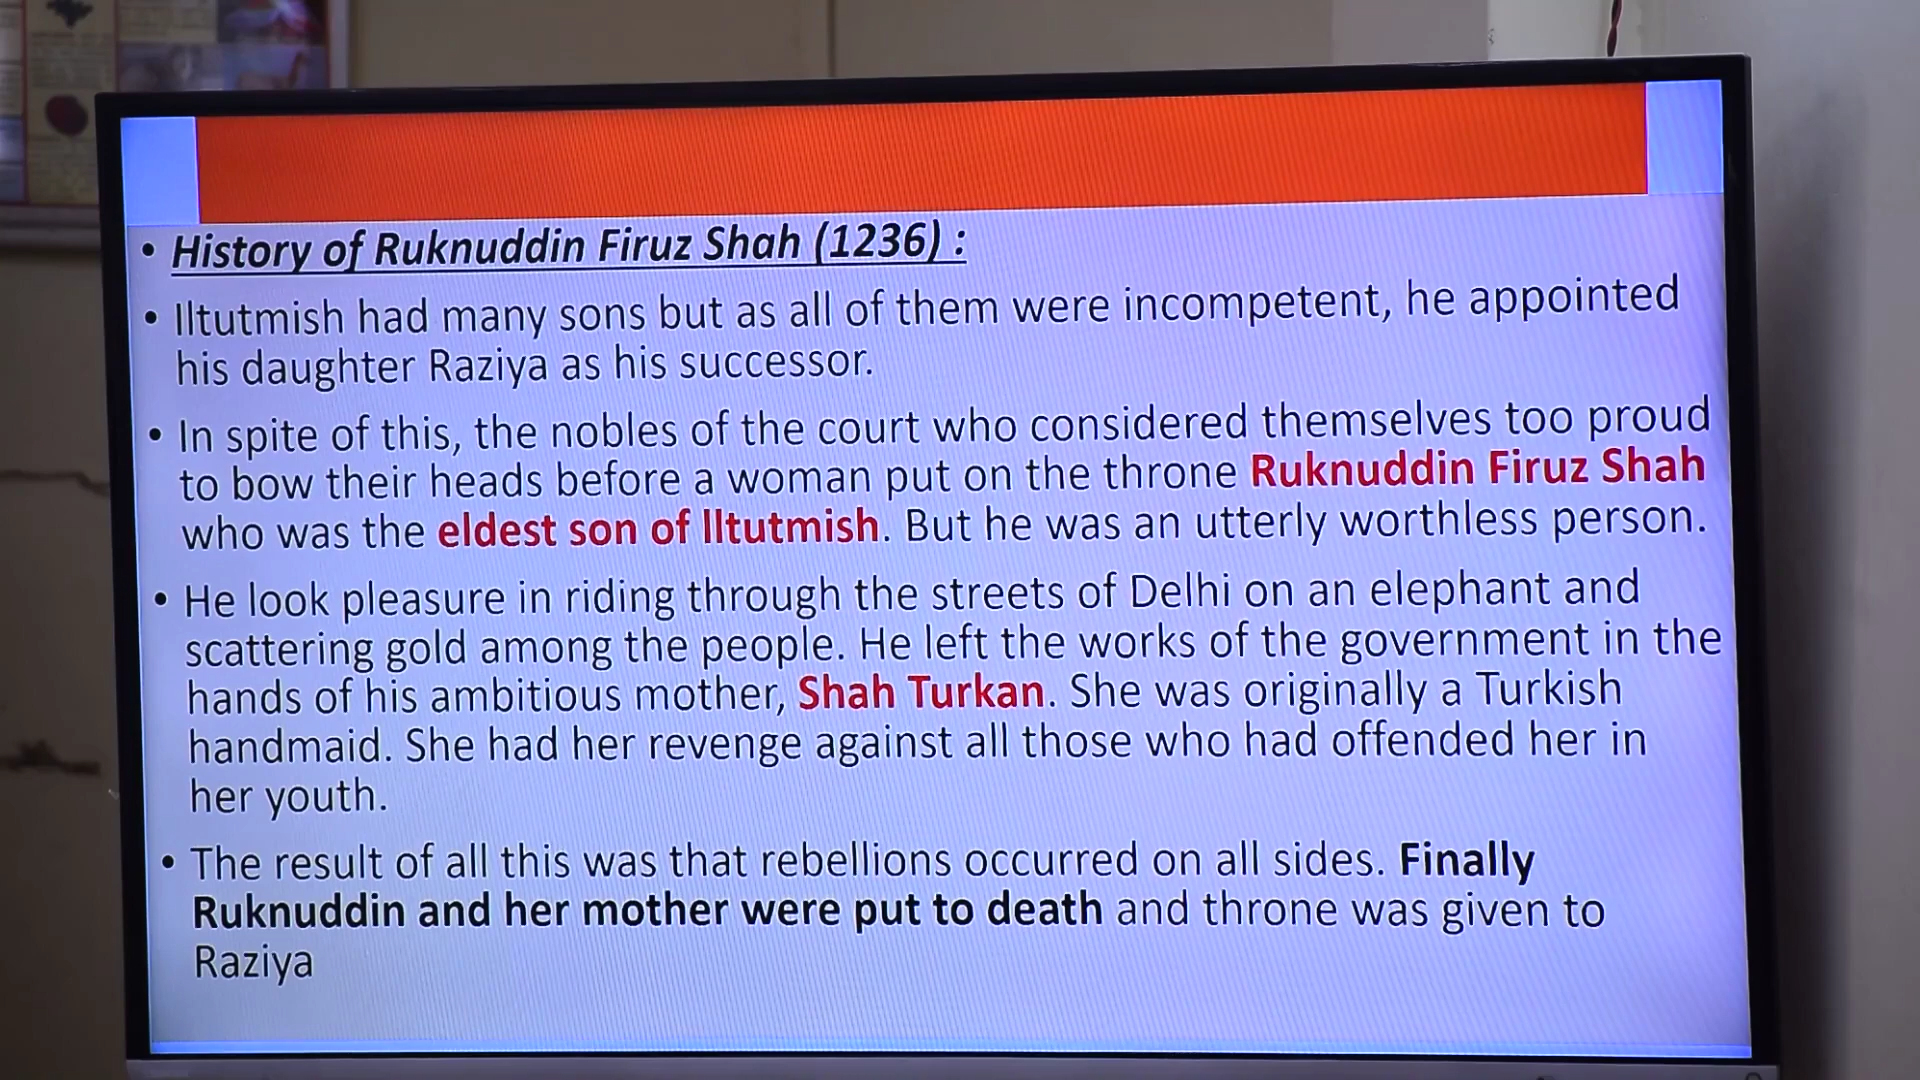 • History of Ruknuddin Firuz Shah (1236) :
• Iltutmish had many sons but as all of them were incompetent, he appointed
his daughter Raziya as his successor.
• In spite of this, the nobles of the court who considered themselves too proud
to bow their heads before a woman put on the throne Ruknuddin Firuz Shah
who was the eldest son of Iltutmish. But he was an utterly worthless person.
• He look pleasure in riding through the streets of Delhi on an elephant and
scattering gold among the people. He left the works of the government in the
hands of his ambitious mother, Shah Turkan. She was originally a Turkish
handmaid. She had her revenge against all those who had offended her in
her youth.
• The result of all this was that rebellions occurred on all sides. Finally
Ruknuddin and her mother were put to death and throne was given to
Raziya